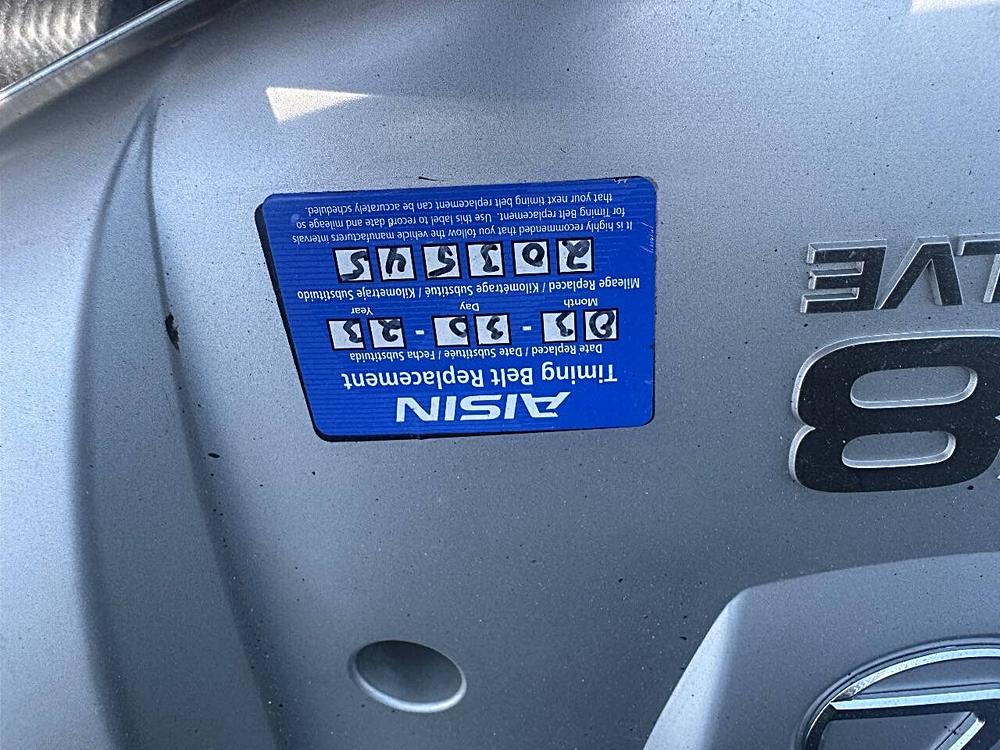 AISIN
Timing Belt Replacement
Date Replaced / Date Substituée / Fecha Substituida
03 - 30 - 23
Month Day Year
Mileage Replaced / Kilométrage Substitué / Kilometraje Substituido
203545
It is highly recommended that you follow the vehicle manufacturers intervals
for Timing Belt replacement. Use this label to record date and mileage so
that your next timing belt replacement can be accurately scheduled.
8
LVE